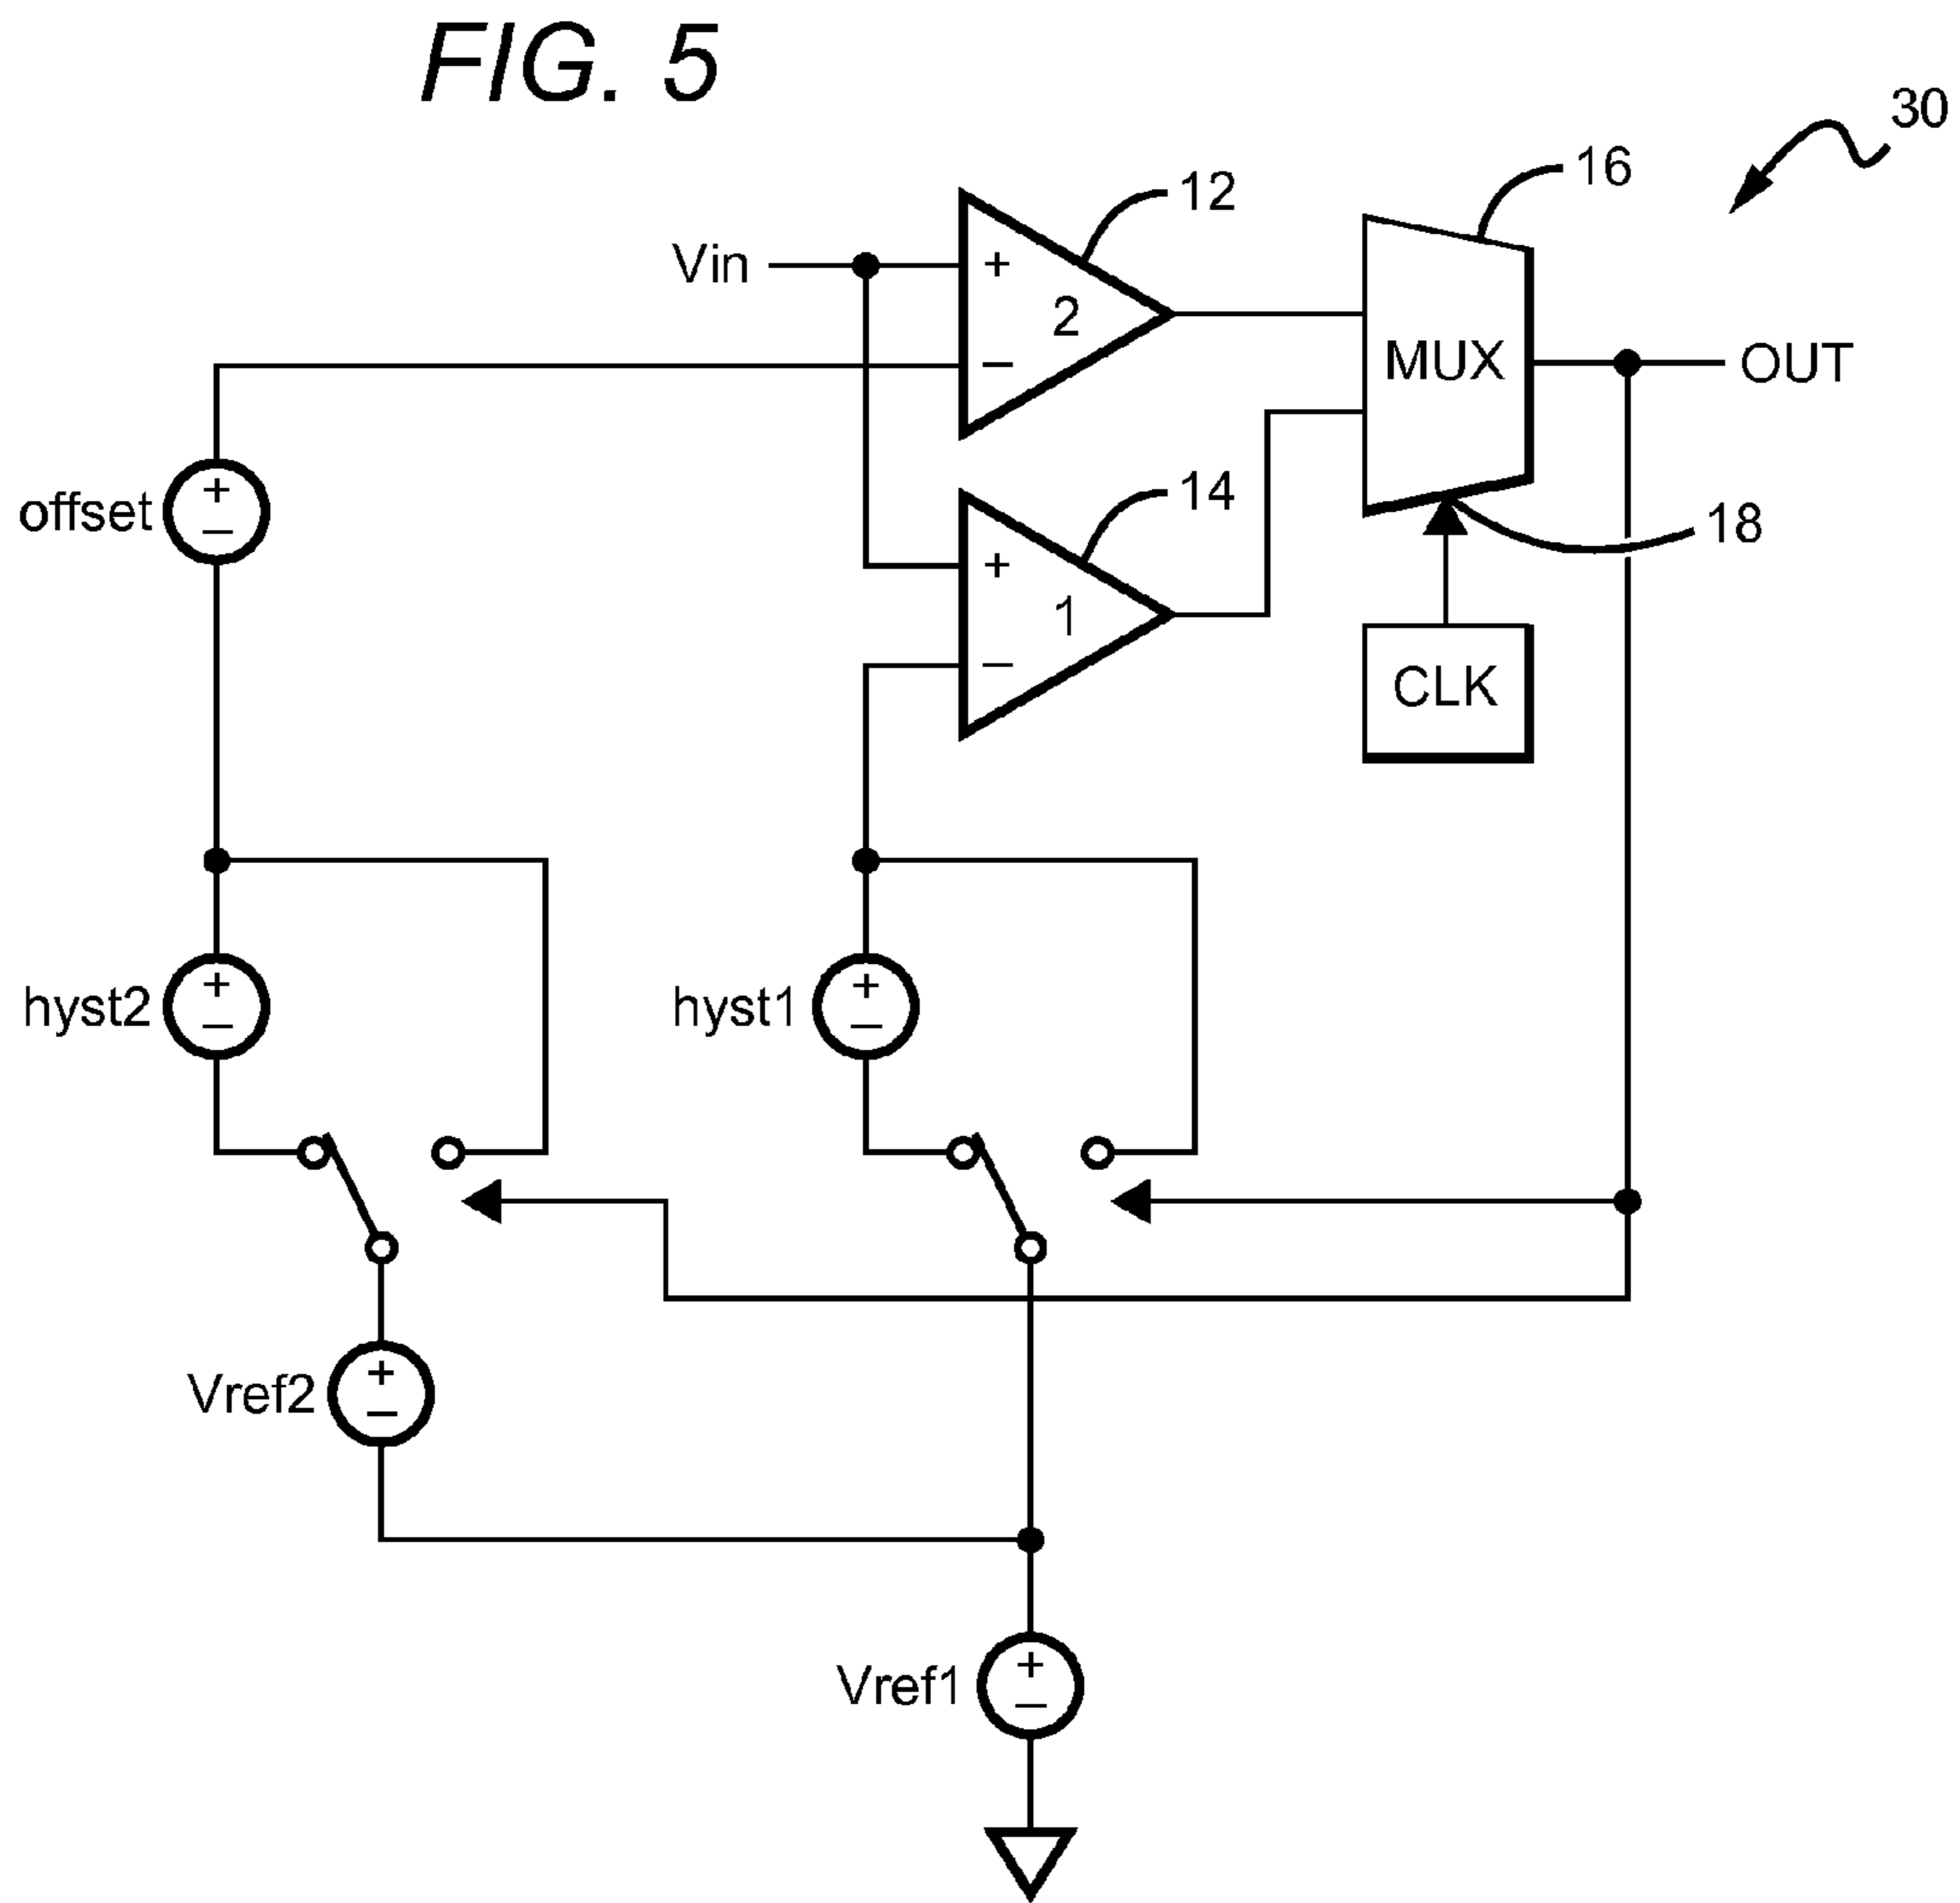 FIG. 5
30
16
12
Vin
+
2
−
MUX
OUT
14
offset
+
−
18
+
1
−
CLK
hyst2
+
−
hyst1
+
−
Vref2
+
−
Vref1
+
−